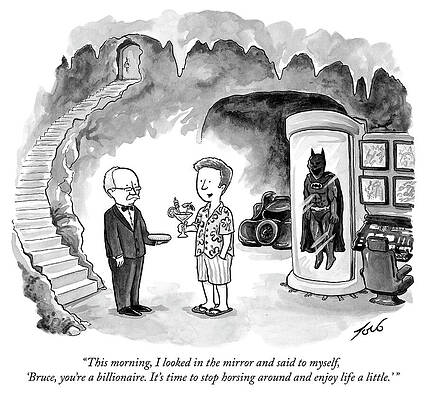 Toro
“This morning, I looked in the mirror and said to myself,
‘Bruce, you’re a billionaire. It’s time to stop horsing around and enjoy life a little.’ ”